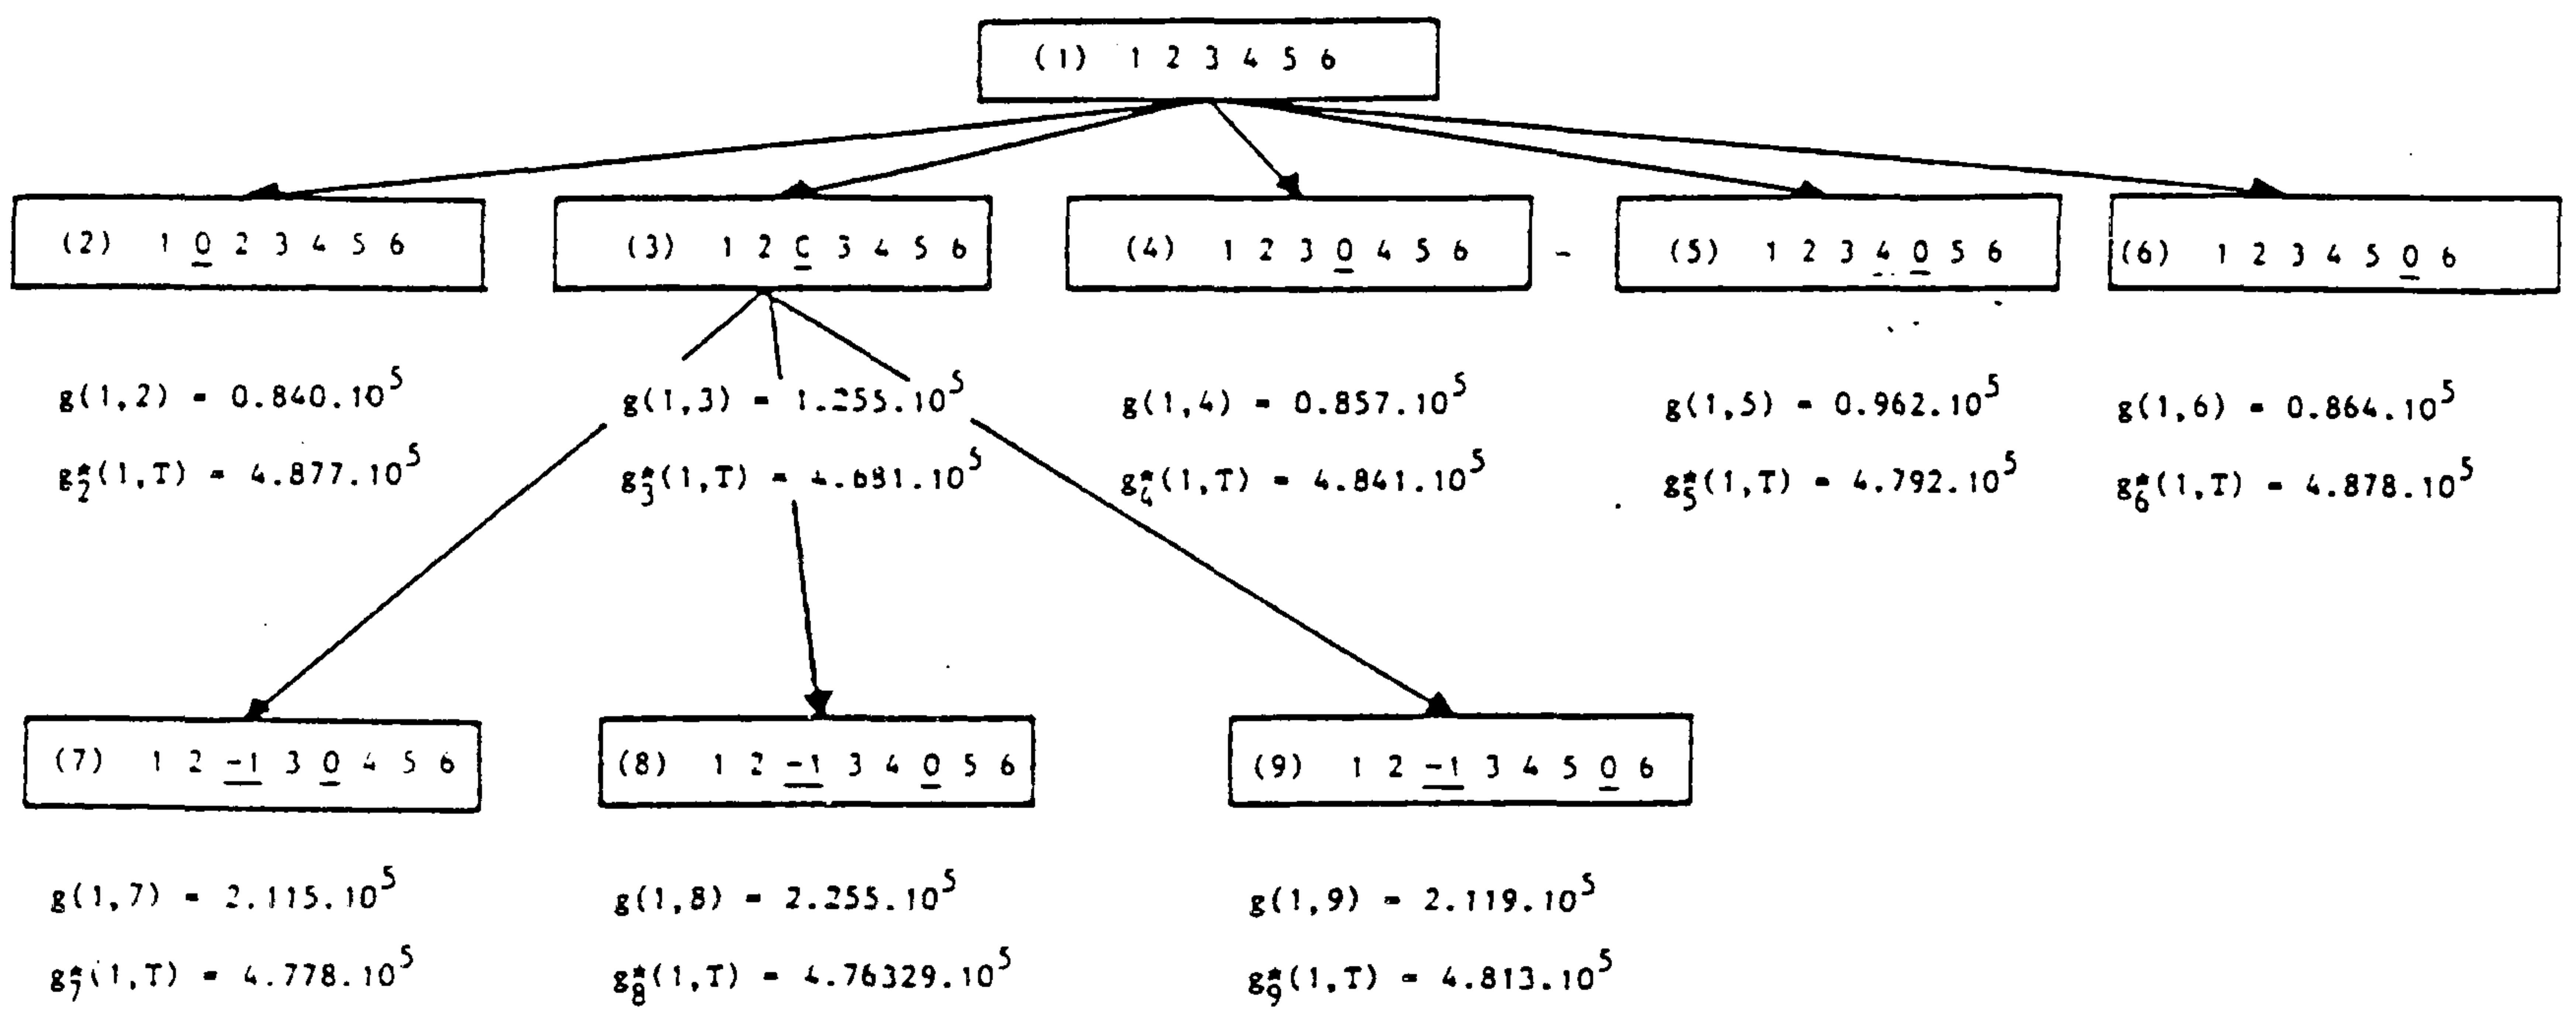 (1) 1 2 3 4 5 6
(2) 1 0 2 3 4 5 6
(3) 1 2 C 3 4 5 6
(4) 1 2 3 0 4 5 6
(5) 1 2 3 4 0 5 6
(6) 1 2 3 4 5 0 6
g(1,2) = 0.840.10^5
g(1,3) = 1.255.10^5
g(1,4) = 0.857.10^5
g(1,5) = 0.962.10^5
g(1,6) = 0.864.10^5
g*2(1,T) = 4.877.10^5
g*3(1,T) = 4.681.10^5
g*4(1,T) = 4.841.10^5
g*5(1,T) = 4.792.10^5
g*6(1,T) = 4.878.10^5
(7) 1 2 -1 3 0 4 5 6
(8) 1 2 -1 3 4 0 5 6
(9) 1 2 -1 3 4 5 0 6
g(1,7) = 2.115.10^5
g(1,8) = 2.255.10^5
g(1,9) = 2.119.10^5
g*7(1,T) = 4.778.10^5
g*8(1,T) = 4.76329.10^5
g*9(1,T) = 4.813.10^5